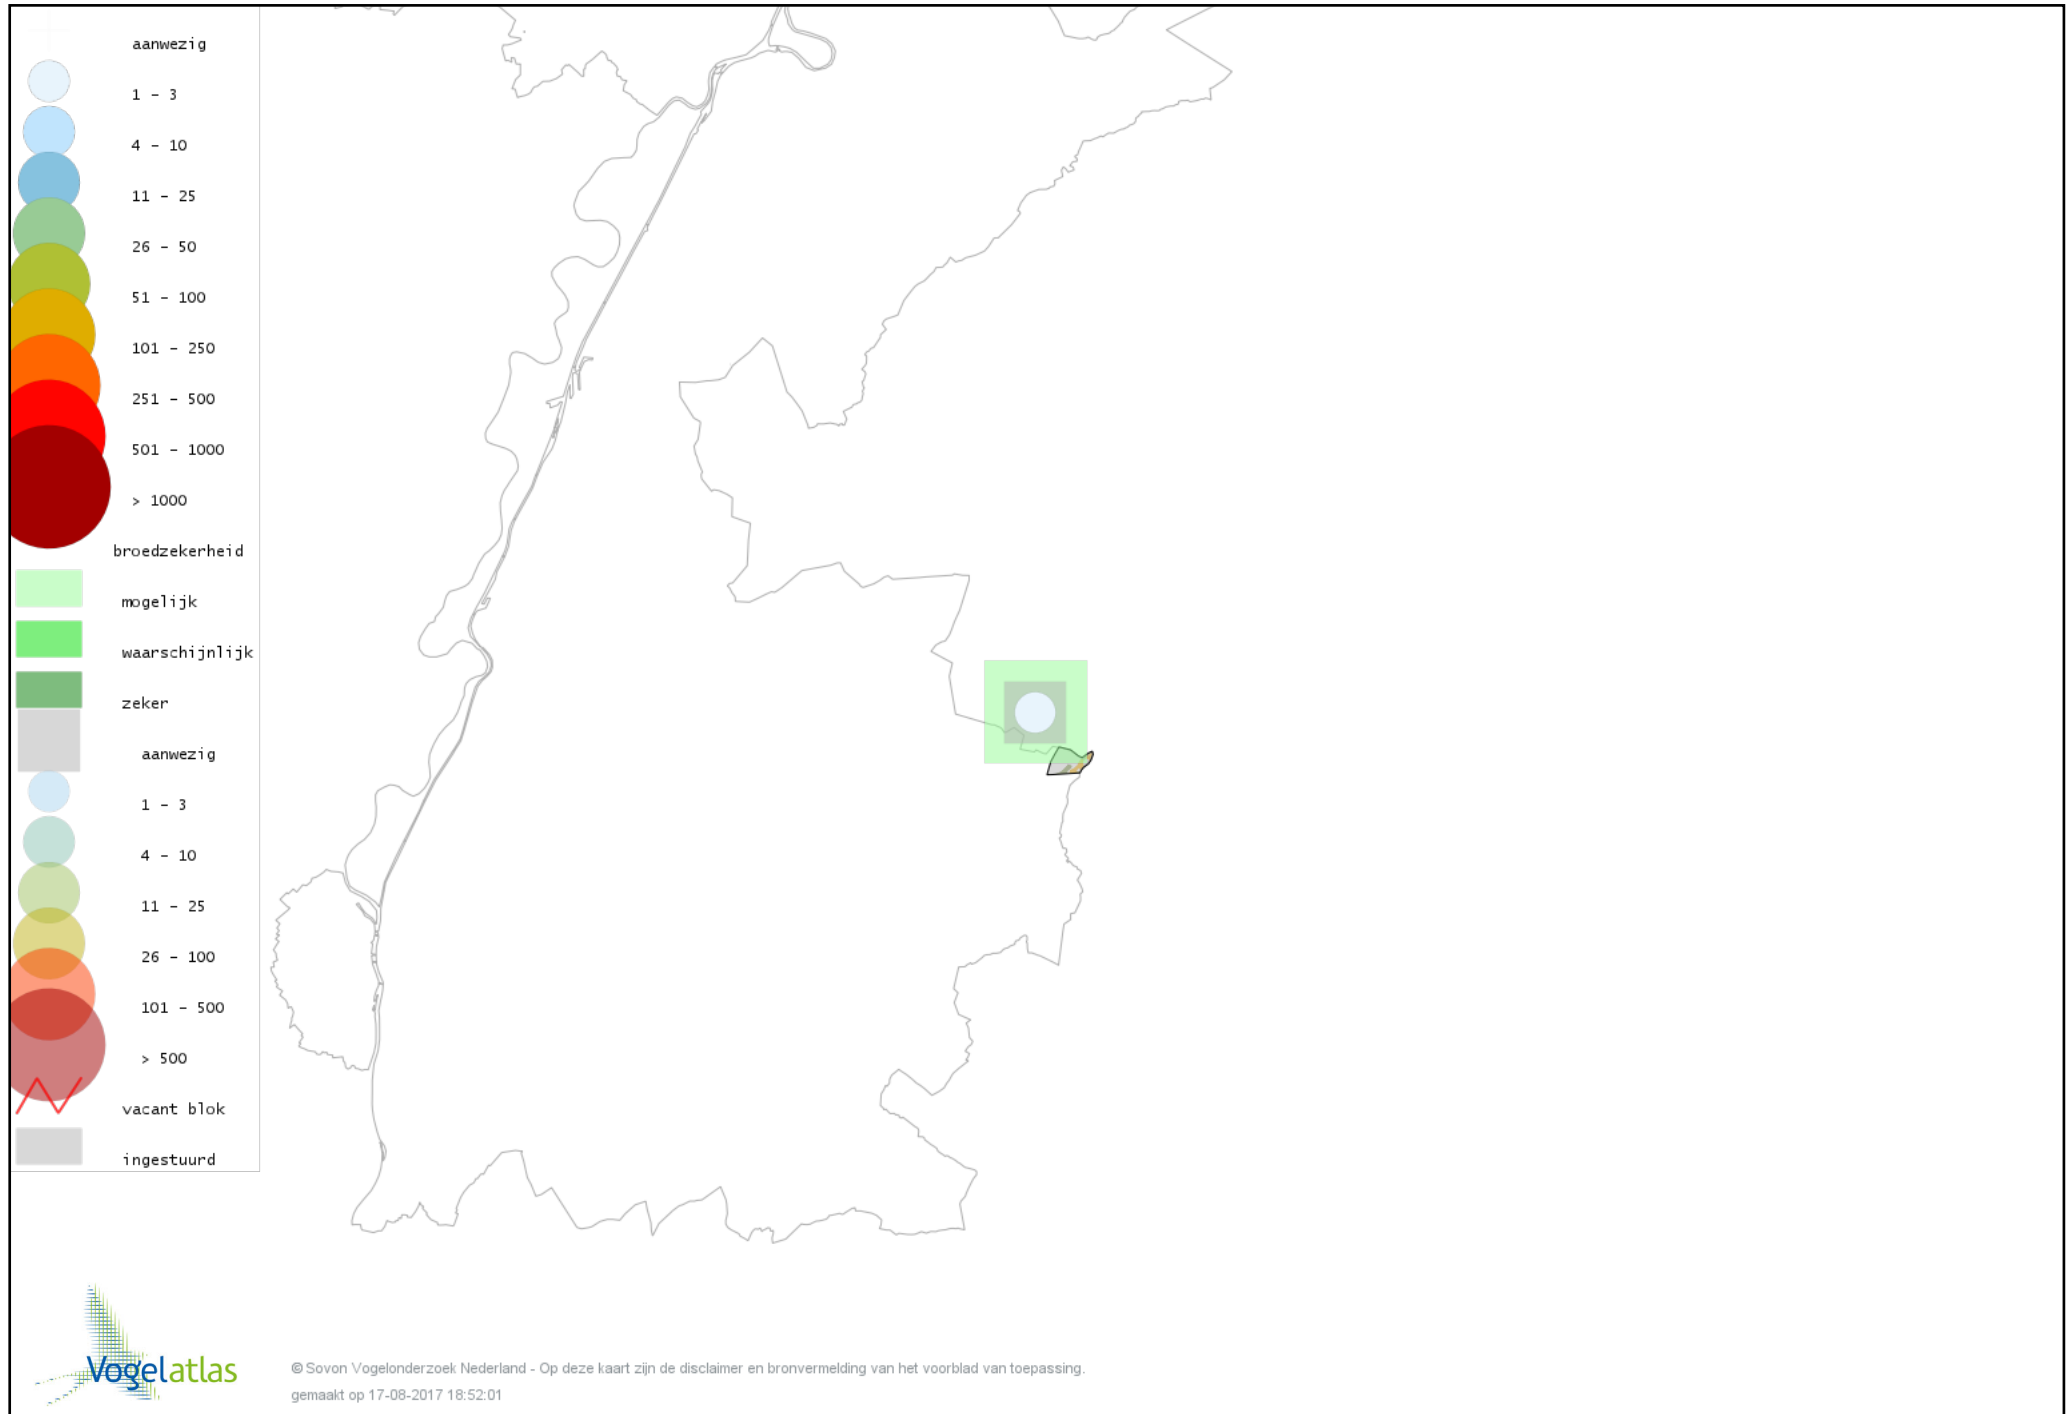 aanwezig
1 – 3
4 – 10
11 – 25
26 – 50
51 – 100
101 – 250
251 – 500
501 – 1000
> 1000
broedzekerheid
mogelijk
waarschijnlijk
zeker
aanwezig
1 – 3
4 – 10
11 – 25
26 – 100
101 – 500
> 500
vacant blok
ingestuurd
Vogelatlas
© Sovon Vogelonderzoek Nederland - Op deze kaart zijn de disclaimer en bronvermelding van het voorblad van toepassing.
gemaakt op 17-08-2017 18:52:01